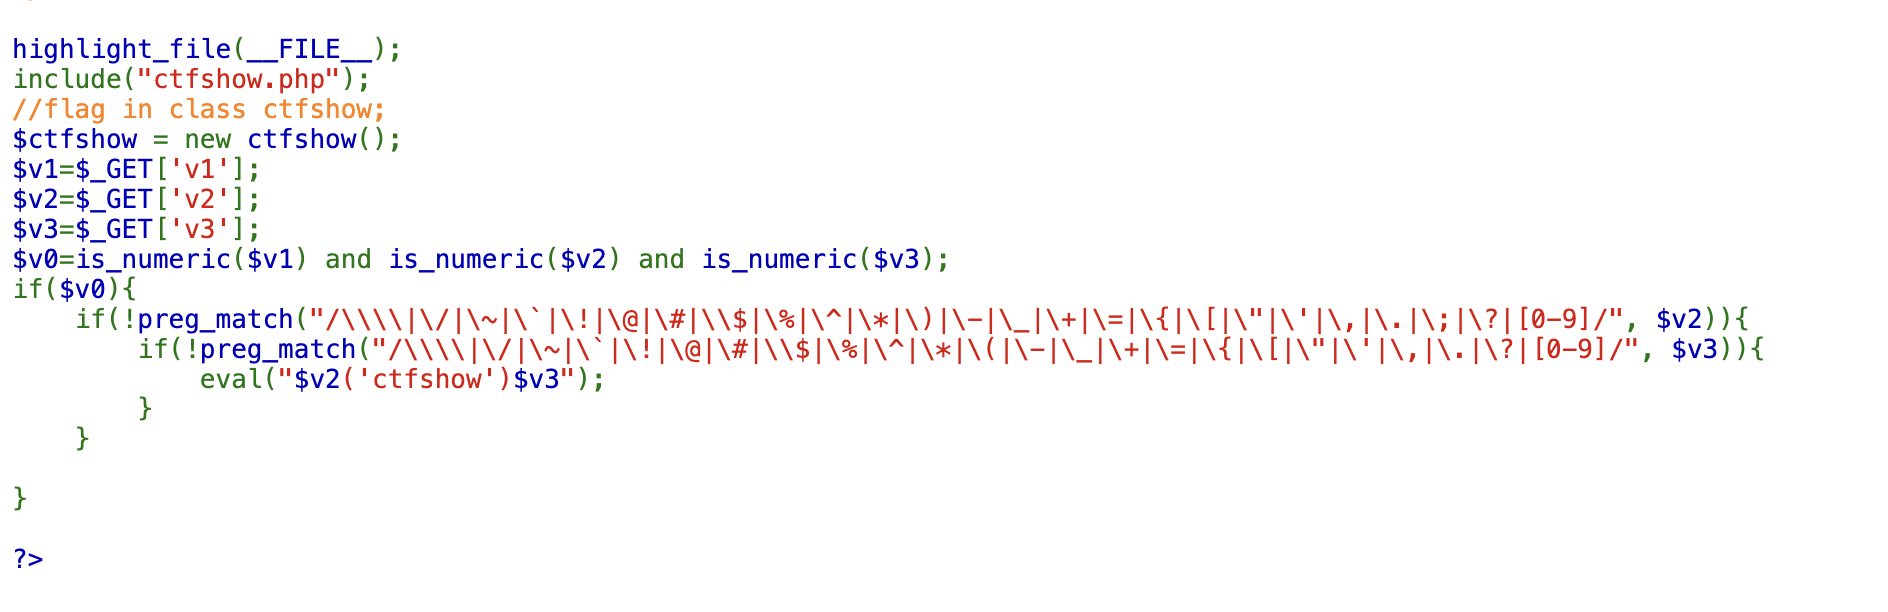 highlight_file(__FILE__);
include("ctfshow.php");
//flag in class ctfshow;
$ctfshow = new ctfshow();
$v1=$_GET['v1'];
$v2=$_GET['v2'];
$v3=$_GET['v3'];
$v0=is_numeric($v1) and is_numeric($v2) and is_numeric($v3);
if($v0){
    if(!preg_match("/\\\\|\/|\~|\`|\!|\@|\#|\\$|\%|\^|\*|\)|\-|\_|\+|\=|\{|\[|\"|\'|\,|\.|\;|\?|[0-9]/", $v2)){
        if(!preg_match("/\\\\|\/|\~|\`|\!|\@|\#|\\$|\%|\^|\*|\(|\-|\_|\+|\=|\{|\[|\"|\'|\,|\.|\?|[0-9]/", $v3)){
            eval("$v2('ctfshow')$v3");
        }
    }
}
?>